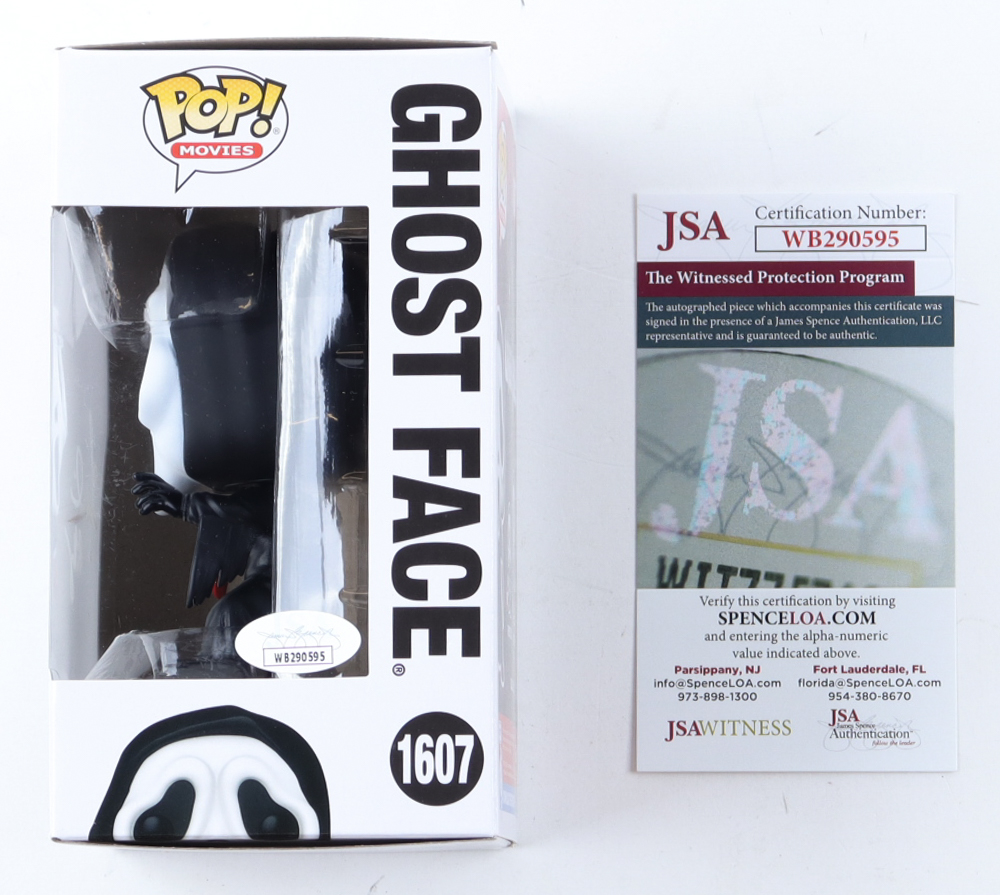 POP!
MOVIES
GHOST FACE®
1607
WB290595
JSA
Certification Number:
WB290595
The Witnessed Protection Program
The autographed piece which accompanies this certificate was
signed in the presence of a James Spence Authentication, LLC
representative and is guaranteed to be authentic.
JSA
Verify this certification by visiting
SPENCELOA.COM
and entering the alpha-numeric
value indicated above.
Parsippany, NJ
info@SpenceLOA.com
973-898-1300
Fort Lauderdale, FL
florida@SpenceLOA.com
954-380-8670
JSAWITNESS
JSA
James Spence
Authentication
follow the leader